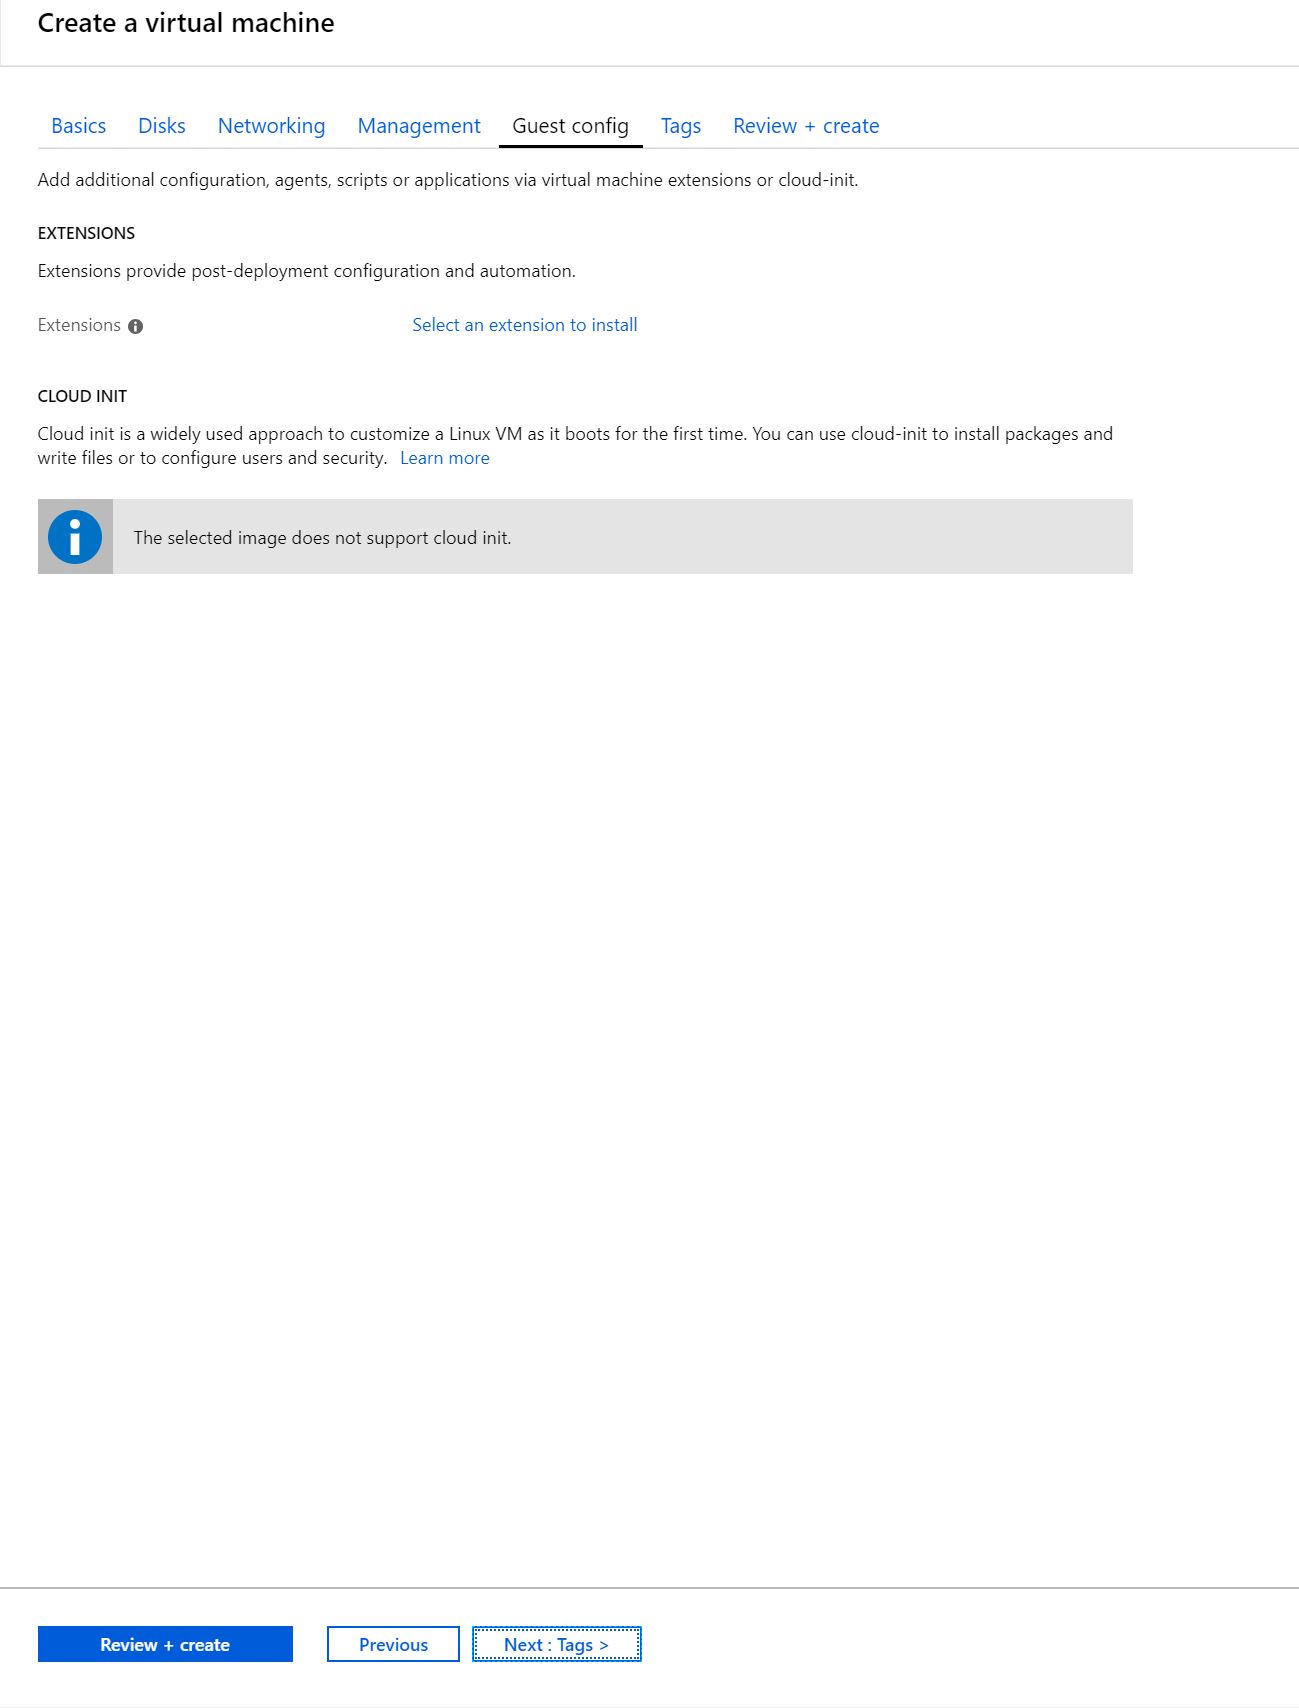 Create a virtual machine
Basics Disks Networking Management Guest config Tags Review + create
Add additional configuration, agents, scripts or applications via virtual machine extensions or cloud-init.
EXTENSIONS
Extensions provide post-deployment configuration and automation.
Extensions Select an extension to install
CLOUD INIT
Cloud init is a widely used approach to customize a Linux VM as it boots for the first time. You can use cloud-init to install packages and
write files or to configure users and security. Learn more
The selected image does not support cloud init.
Review + create Previous Next : Tags >